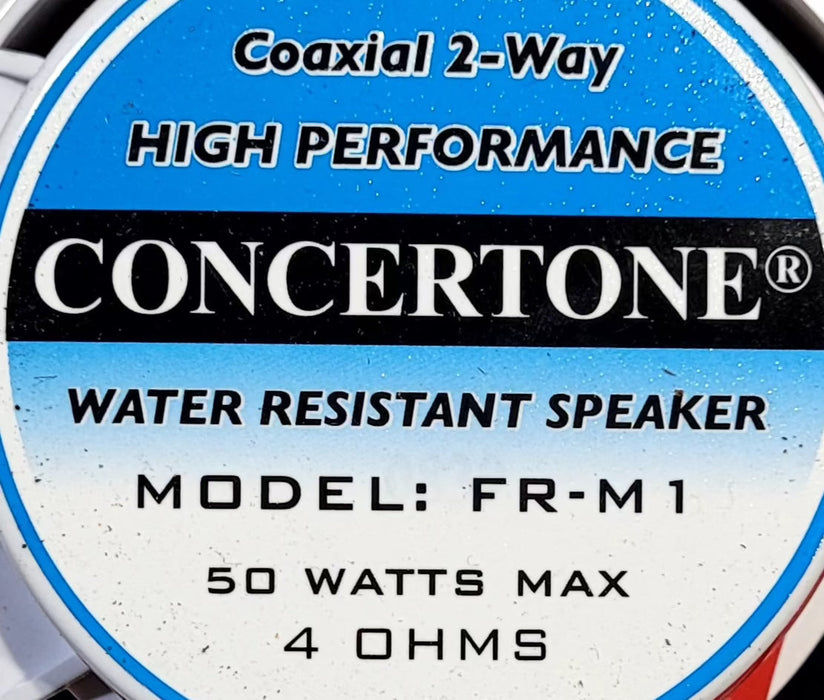 Coaxial 2-Way
HIGH PERFORMANCE
CONCERTONE®
WATER RESISTANT SPEAKER
MODEL: FR-M1
50 WATTS MAX
4 OHMS